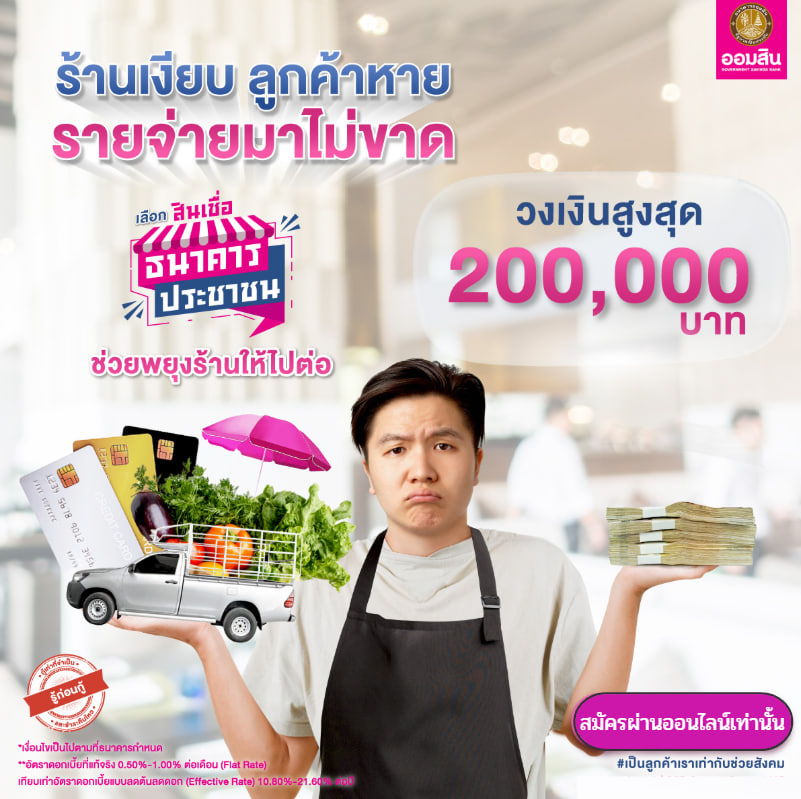 ออมสิน
GOVERNMENT SAVINGS BANK
ร้านเงียบ ลูกค้าหาย
รายจ่ายมาไม่ขาด
เลือก สินเชื่อ
ธนาคาร
ประชาชน
ช่วยพยุงร้านให้ไปต่อ
วงเงินสูงสุด
200,000
บาท
CREDIT CARD
รู้ก่อนกู้
สมัครผ่านออนไลน์เท่านั้น
#เป็นลูกค้าเราเท่ากับช่วยสังคม
*เงื่อนไขเป็นไปตามที่ธนาคารกำหนด
**อัตราดอกเบี้ยที่แท้จริง 0.50%-1.00% ต่อเดือน (Flat Rate)
เทียบเท่าอัตราดอกเบี้ยแบบลดต้นลดดอก (Effective Rate) 10.80%-21.60% ต่อปี